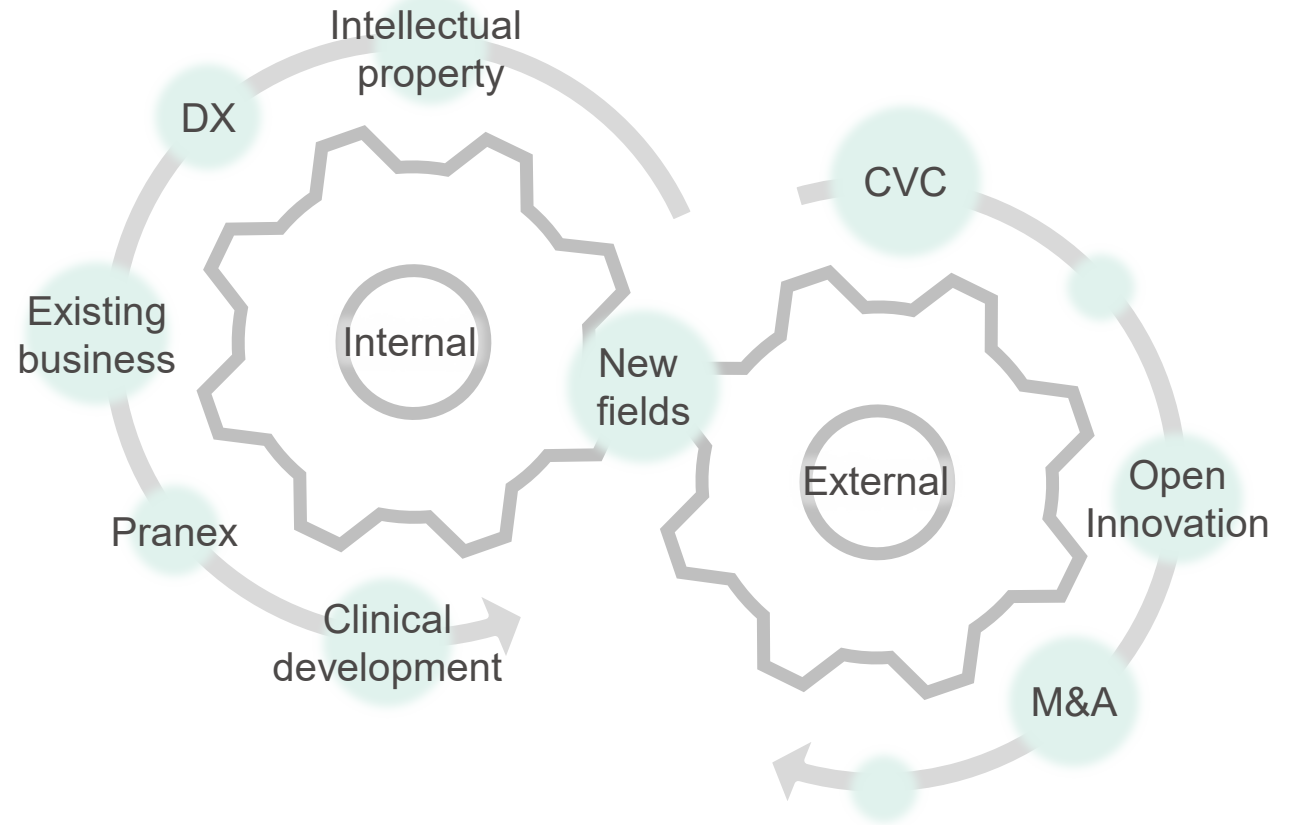 Intellectual
property
DX
Existing
business
Internal
Pranex
Clinical
development
New
fields
CVC
External
Open
Innovation
M&A